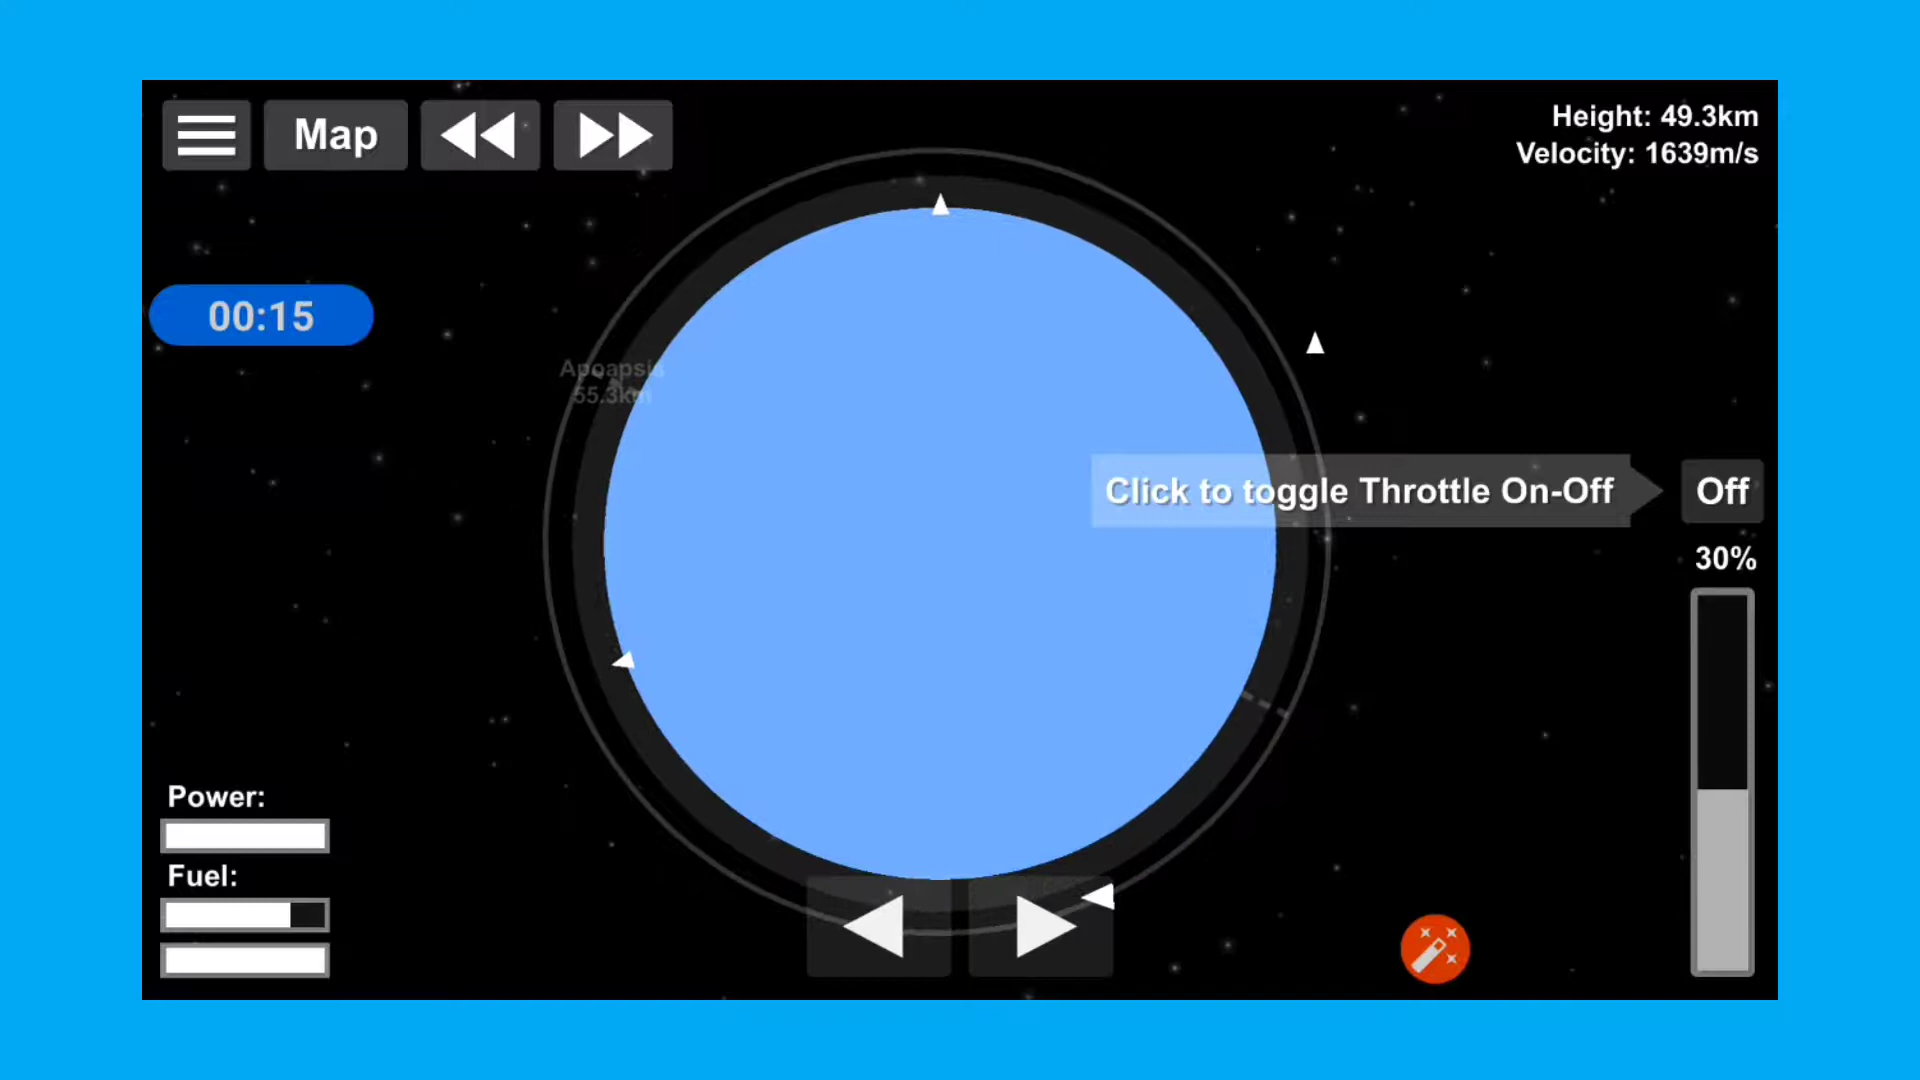 Map
Height: 49.3km
Velocity: 1639m/s
00:15
Apoapsis
55.3km
Click to toggle Throttle On-Off
Off
30%
Power:
Fuel: